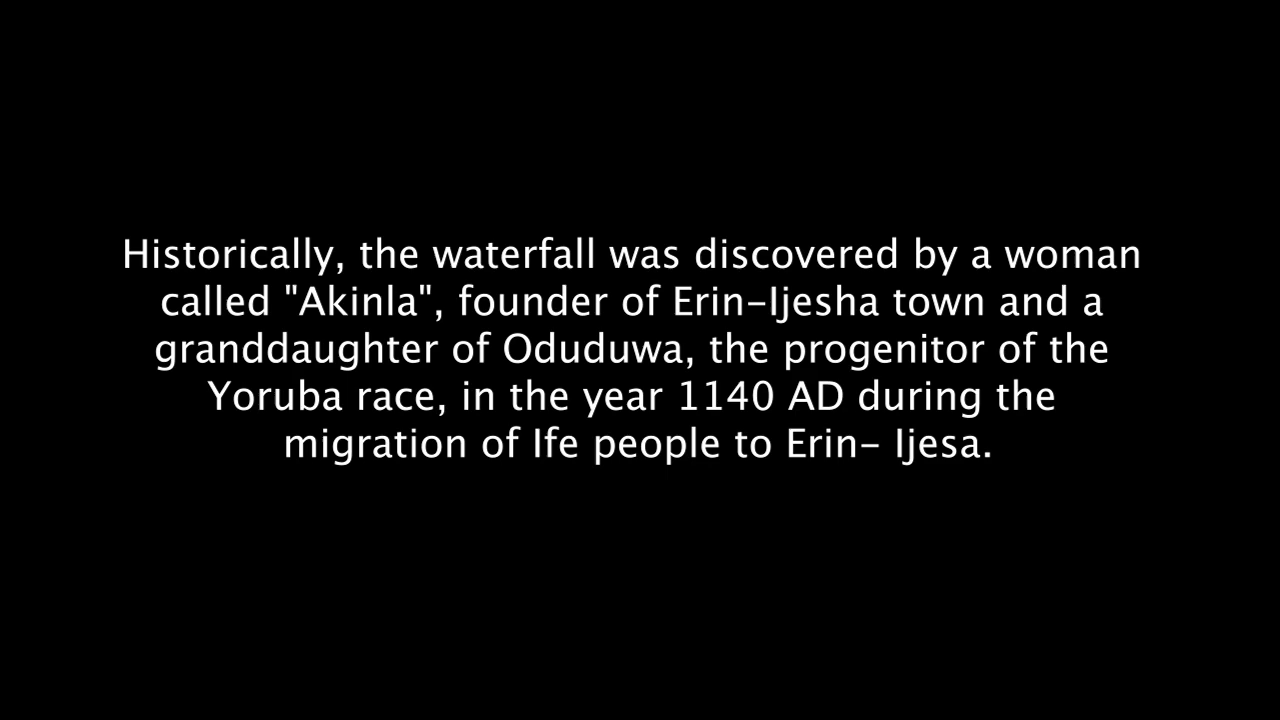 Historically, the waterfall was discovered by a woman
called "Akinla", founder of Erin-Ijesha town and a
granddaughter of Oduduwa, the progenitor of the
Yoruba race, in the year 1140 AD during the
migration of Ife people to Erin- Ijesa.